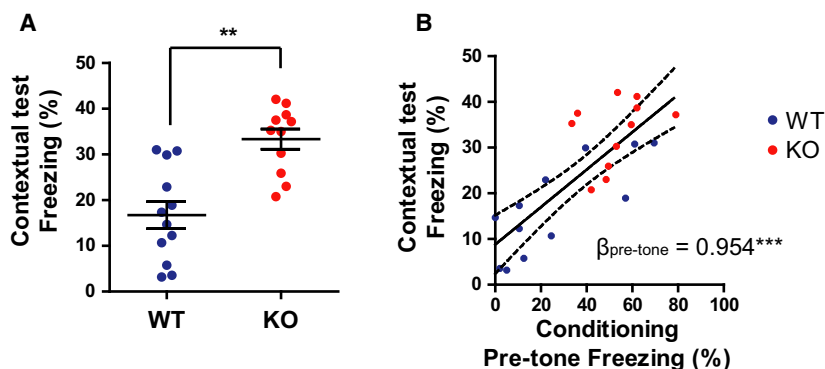 A
**
Contextual test
Freezing (%)
50
40
30
20
10
0
WT
KO
B
Contextual test
Freezing (%)
50
40
30
20
10
0
0
20
40
60
80
100
βpre-tone = 0.954***
Conditioning
Pre-tone Freezing (%)
WT
KO